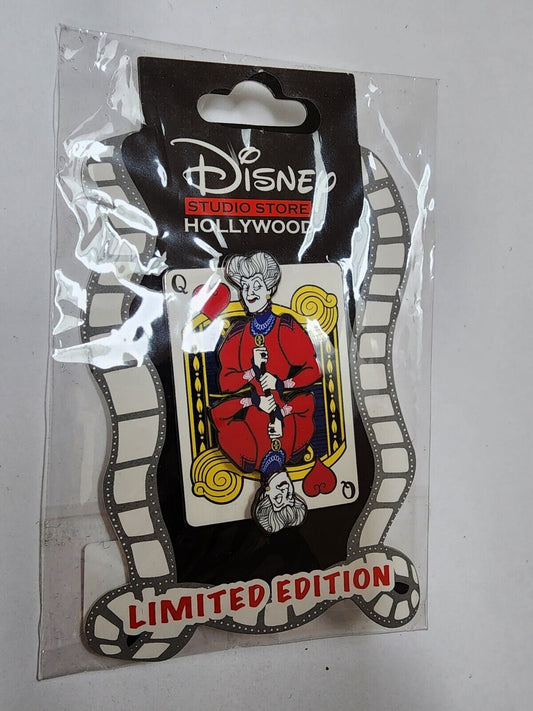 Disney
STUDIO STORE
HOLLYWOOD
Q
Q
LIMITED EDITION